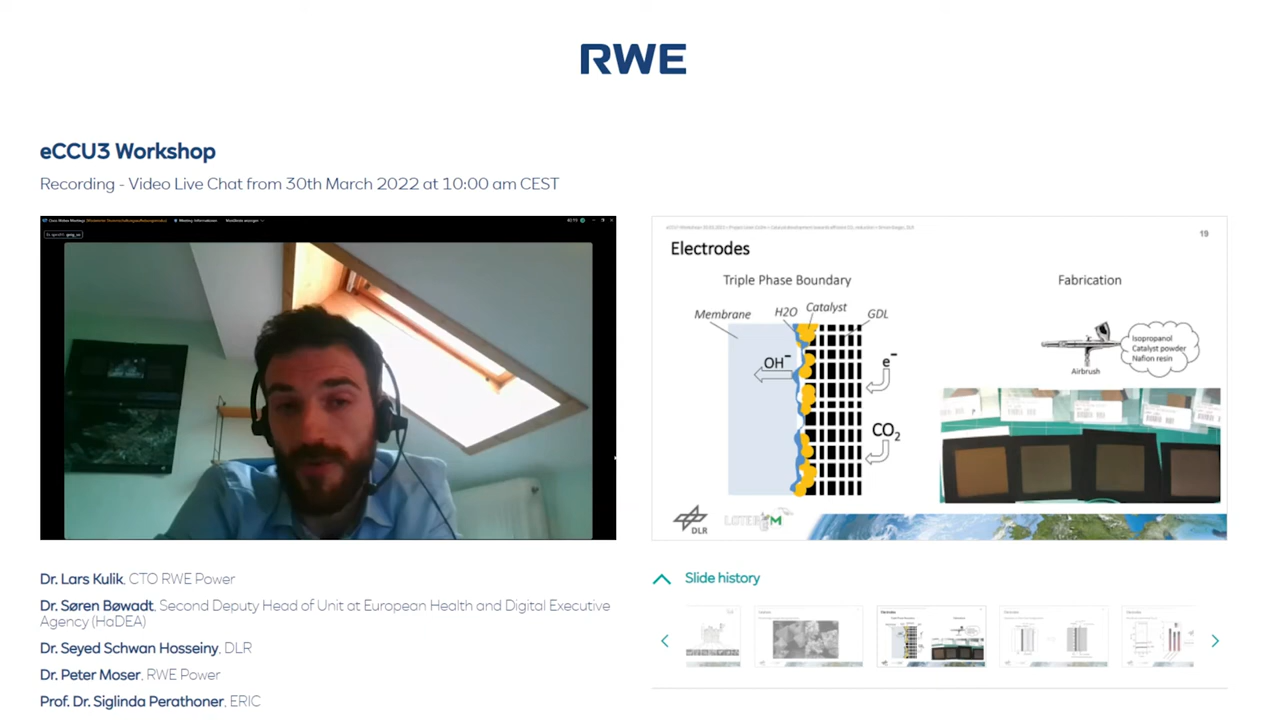 RWE
eCCU3 Workshop
Recording - Video Live Chat from 30th March 2022 at 10:00 am CEST
19
Electrodes
Triple Phase Boundary
Fabrication
Membrane
H2O
Catalyst
GDL
OH⁻
e⁻
CO₂
Isopropanol
Catalyst powder
Nafion resin
Airbrush
DLR
Slide history
Dr. Lars Kulik, CTO RWE Power
Dr. Søren Bøwadt, Second Deputy Head of Unit at European Health and Digital Executive
Agency (HaDEA)
Dr. Seyed Schwan Hosseiny, DLR
Dr. Peter Moser, RWE Power
Prof. Dr. Siglinda Perathoner, ERIC